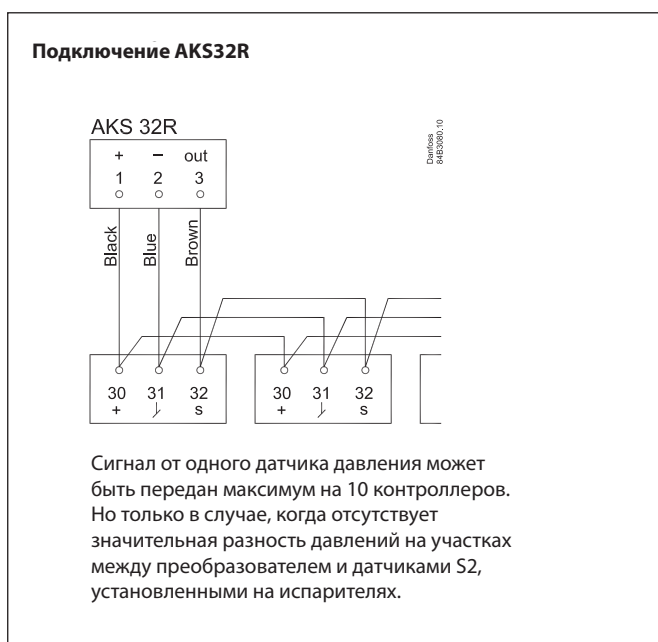 Подключение AKS32R
AKS 32R
Danfoss
84B3080.10
+ – out
1 2 3
Black Blue Brown
30 31 32 30 31 32
+ s + s
Сигнал от одного датчика давления может
быть передан максимум на 10 контроллеров.
Но только в случае, когда отсутствует
значительная разность давлений на участках
между преобразователем и датчиками S2,
установленными на испарителях.